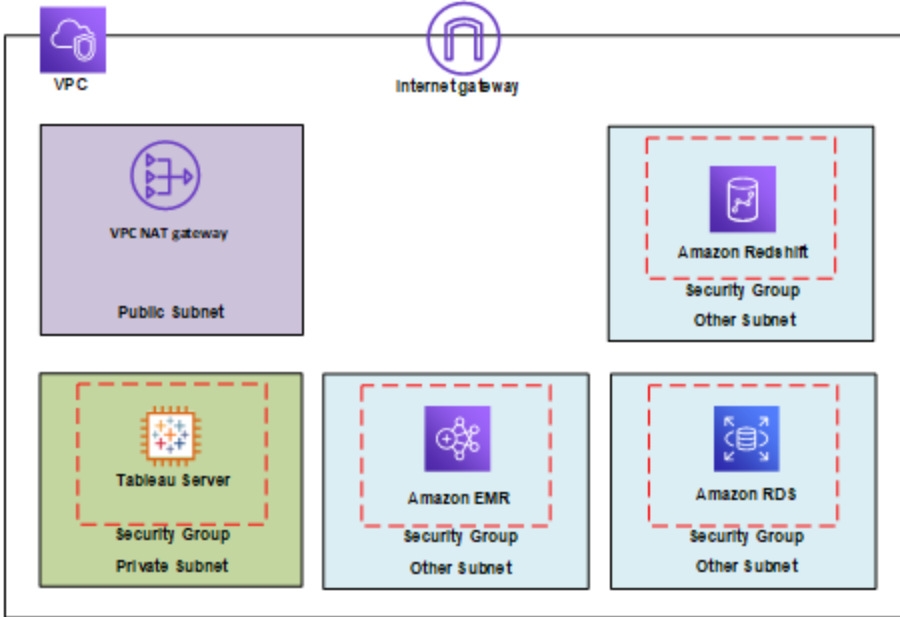 VPC
Internet gateway
VPC NAT gateway
Public Subnet
Amazon Redshift
Security Group
Other Subnet
Tableau Server
Security Group
Private Subnet
Amazon EMR
Security Group
Other Subnet
Amazon RDS
Security Group
Other Subnet